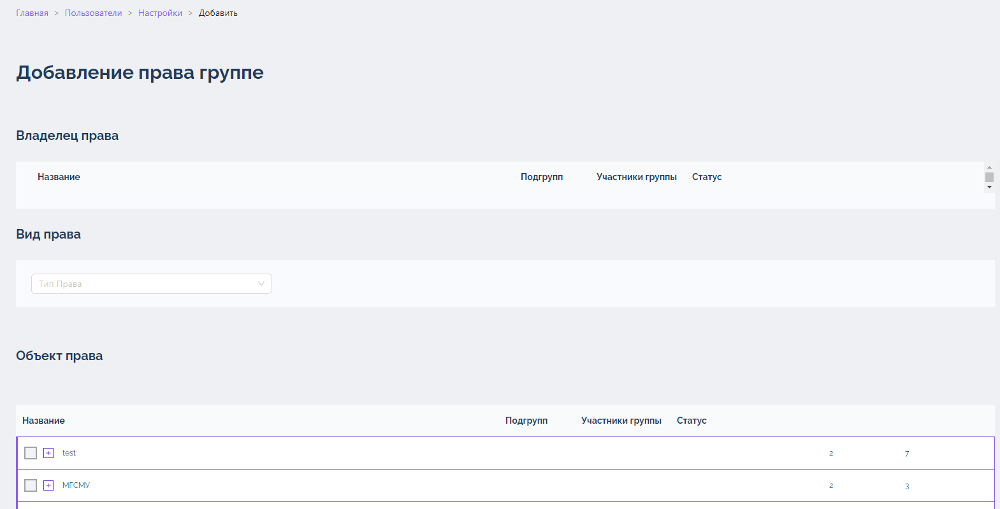 Главная > Пользователи > Настройки > Добавить
Добавление права группе
Владелец права
Название Подгрупп Участники группы Статус
Вид права
Тип Права
Объект права
Название Подгрупп Участники группы Статус
test 2 7
МГСМУ 2 3